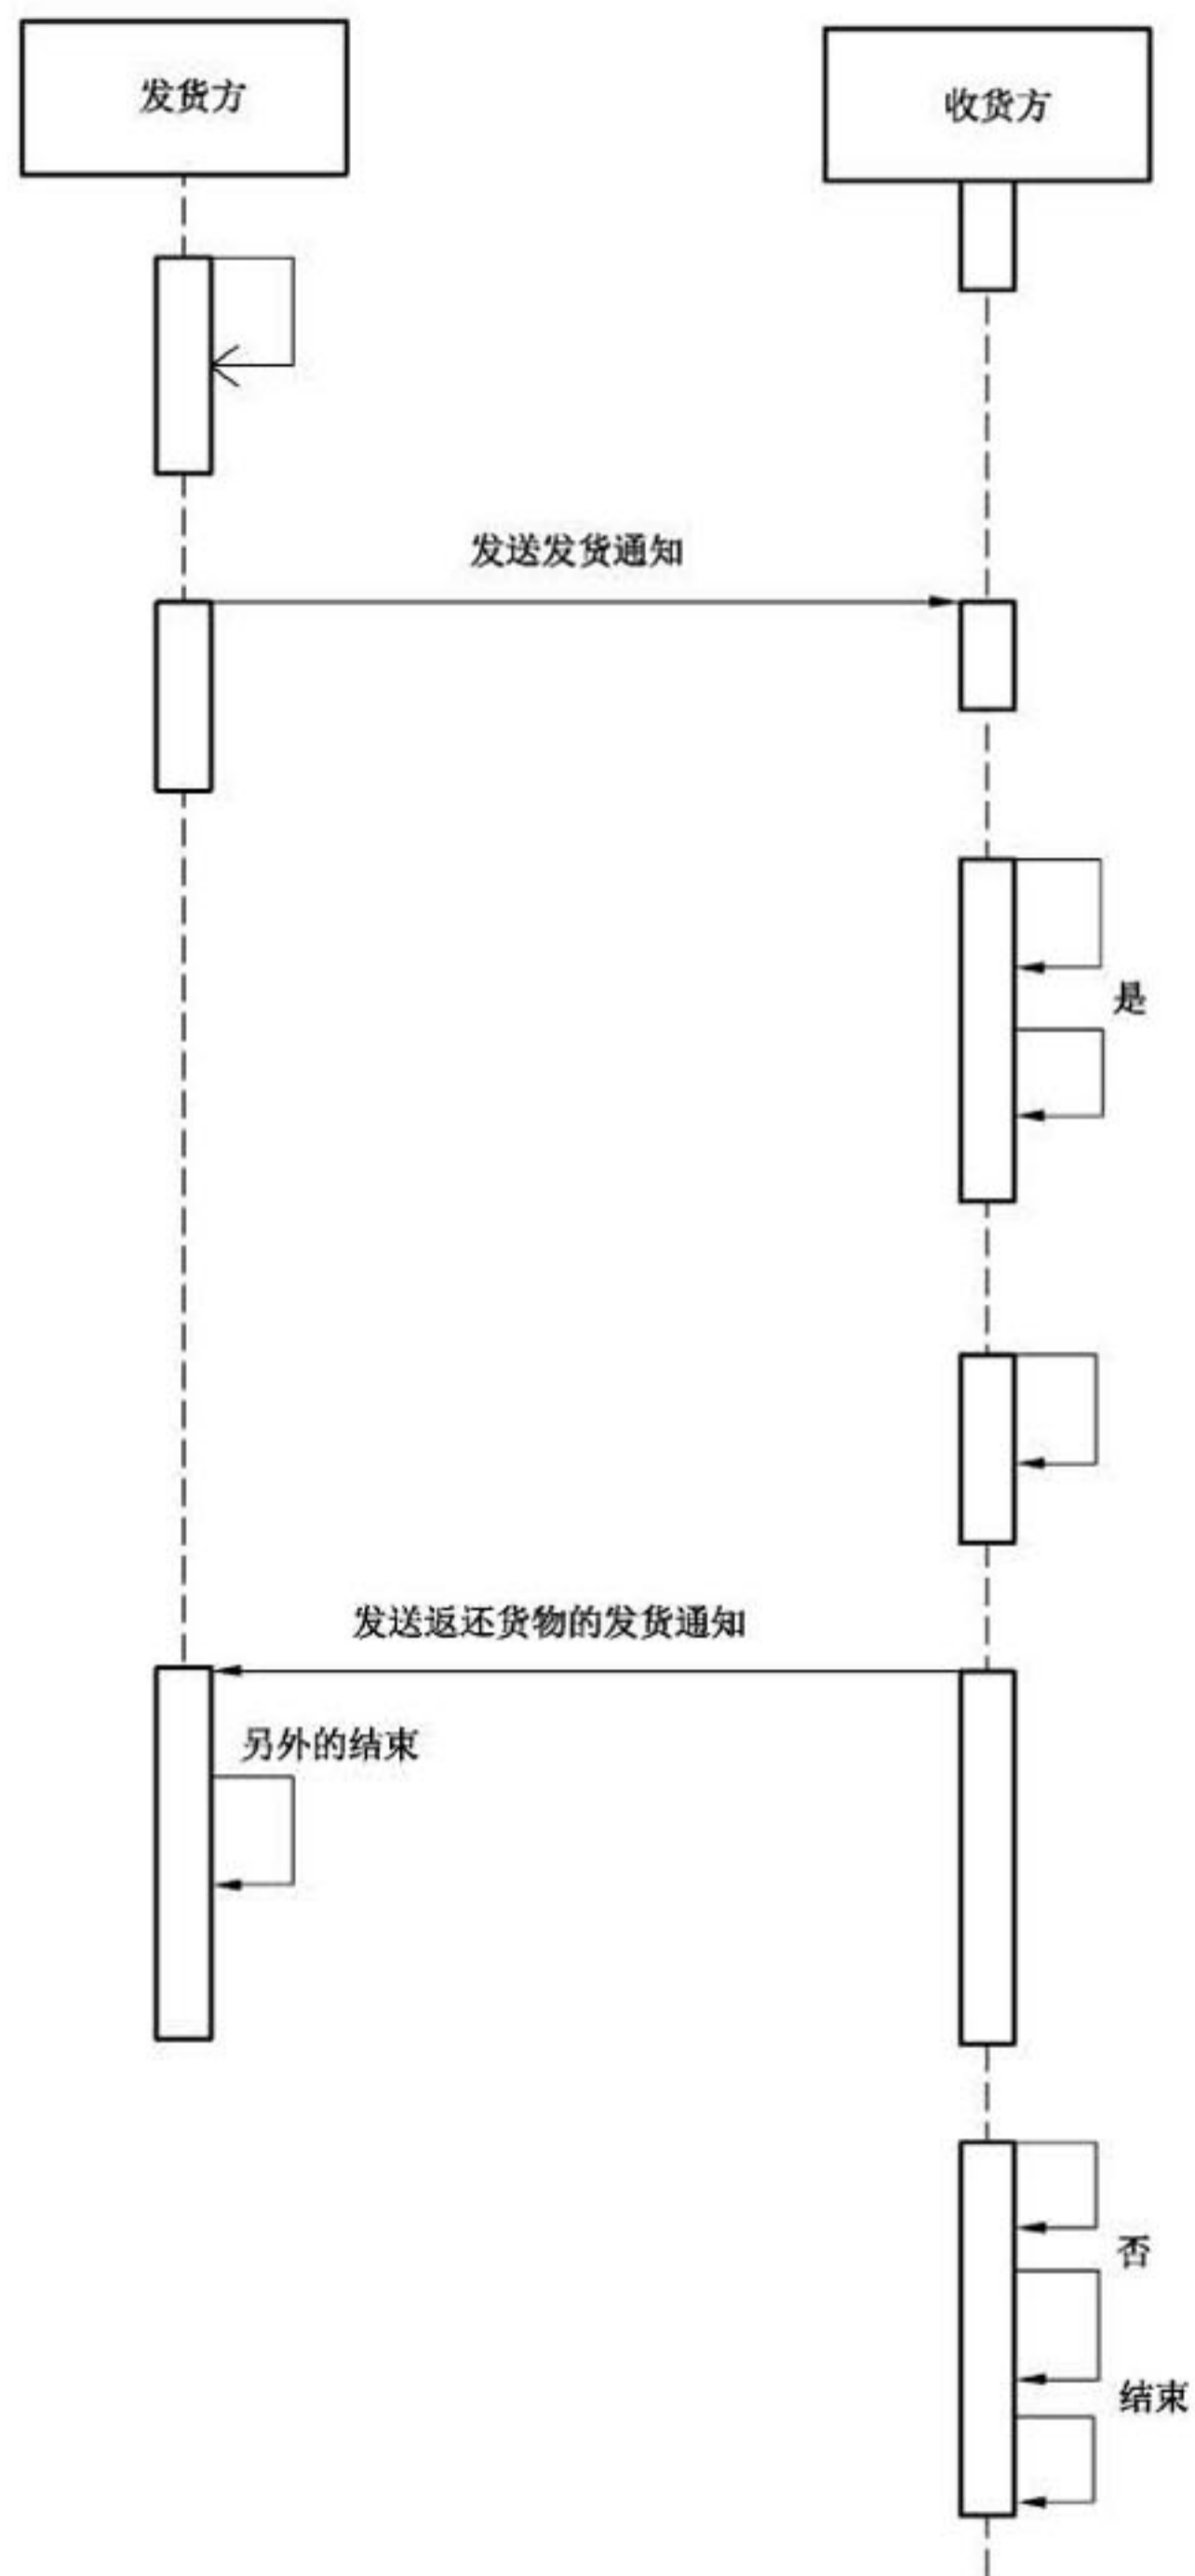 发货方
收货方
发送发货通知
是
发送返还货物的发货通知
另外的结束
否
结束